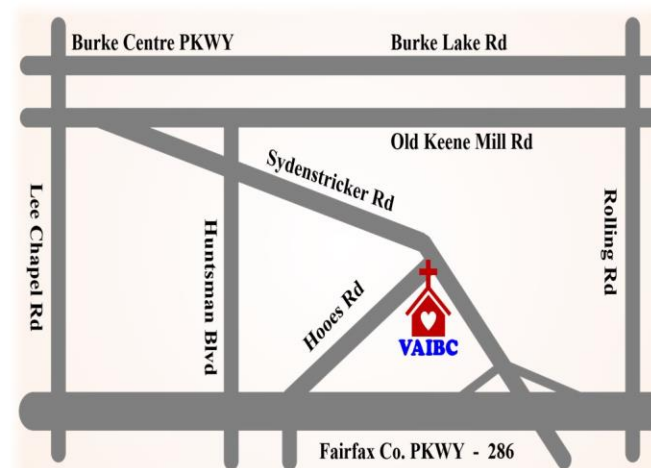 Burke Centre PKWY
Burke Lake Rd
Old Keene Mill Rd
Sydenstricker Rd
Lee Chapel Rd
Huntsman Blvd
Rolling Rd
Hooes Rd
VAIBC
Fairfax Co. PKWY - 286